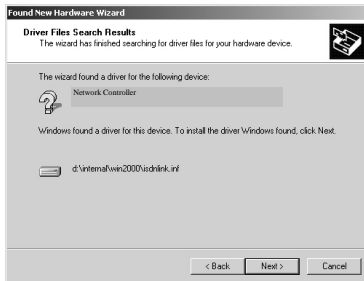 Found New Hardware Wizard
Driver Files Search Results
The wizard has finished searching for driver files for your hardware device.
The wizard found a driver for the following device:
Network Controller
Windows found a driver for this device. To install the driver Windows found, click Next.
d:\internal\win2000\isdnlink.inf
< Back
Next >
Cancel